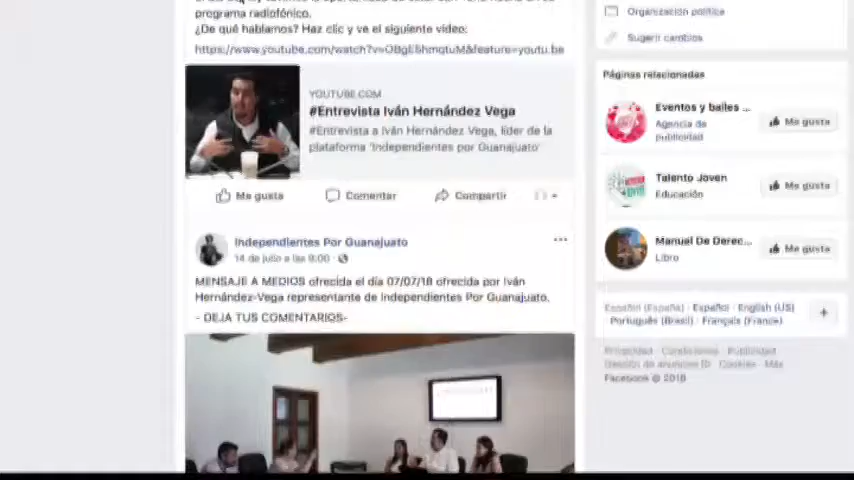 programa radiofónico.
¿De qué hablamos? Haz clic y ve el siguiente video:
YOUTUBE.COM
#Entrevista Iván Hernández Vega
#Entrevista a Iván Hernández Vega, líder de la
plataforma 'Independientes por Guanajuato'
Me gusta
Comentar
Compartir
Independientes Por Guanajuato
14 de julio a las 9:00
MENSAJE A MEDIOS ofrecida el día 07/07/18 ofrecida por Iván
Hernández-Vega representante de Independientes Por Guanajuato.
- DEJA TUS COMENTARIOS-
Organización política
Sugerir cambios
Páginas relacionadas
Eventos y bailes ...
Agencia de
publicidad
Me gusta
Talento Joven
Educación
Me gusta
Manuel De Derec...
Libro
Me gusta
Español (España) · Español · English (US)
· Português (Brasil) · Français (France)
+
Privacidad · Condiciones · Publicidad
Gestión de anuncios · Cookies · Más
Facebook © 2018